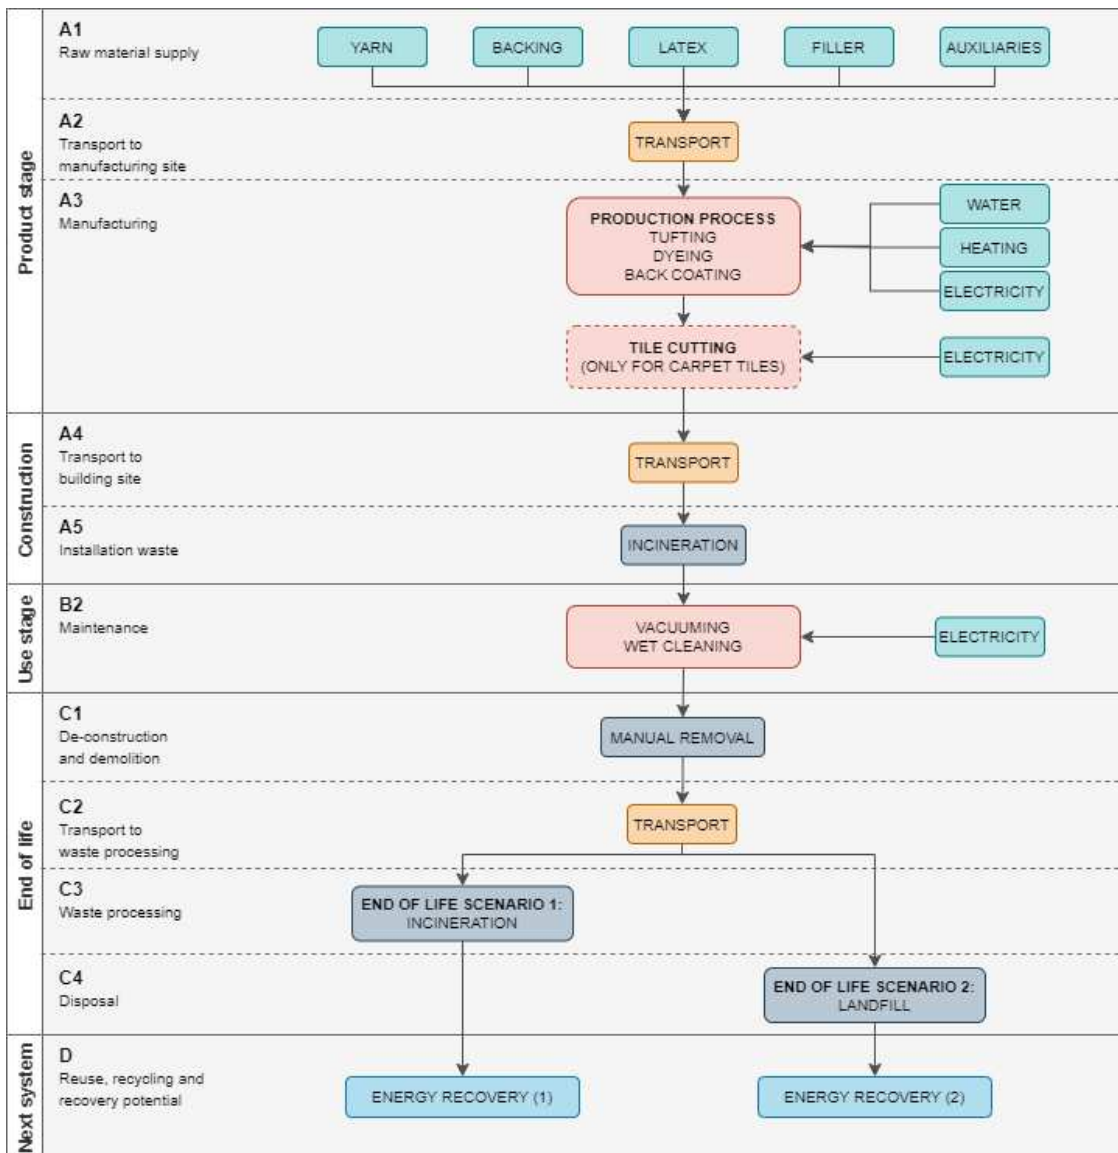 Product stage
A1
Raw material supply
YARN
BACKING
LATEX
FILLER
AUXILIARIES
A2
Transport to
manufacturing site
TRANSPORT
A3
Manufacturing
PRODUCTION PROCESS
TUFTING
DYEING
BACK COATING
WATER
HEATING
ELECTRICITY
TILE CUTTING
(ONLY FOR CARPET TILES)
ELECTRICITY
Construction
A4
Transport to
building site
TRANSPORT
A5
Installation waste
INCINERATION
Use stage
B2
Maintenance
VACUUMING
WET CLEANING
ELECTRICITY
End of life
C1
De-construction
and demolition
MANUAL REMOVAL
C2
Transport to
waste processing
TRANSPORT
C3
Waste processing
END OF LIFE SCENARIO 1:
INCINERATION
C4
Disposal
END OF LIFE SCENARIO 2:
LANDFILL
Next system
D
Reuse, recycling and
recovery potential
ENERGY RECOVERY (1)
ENERGY RECOVERY (2)